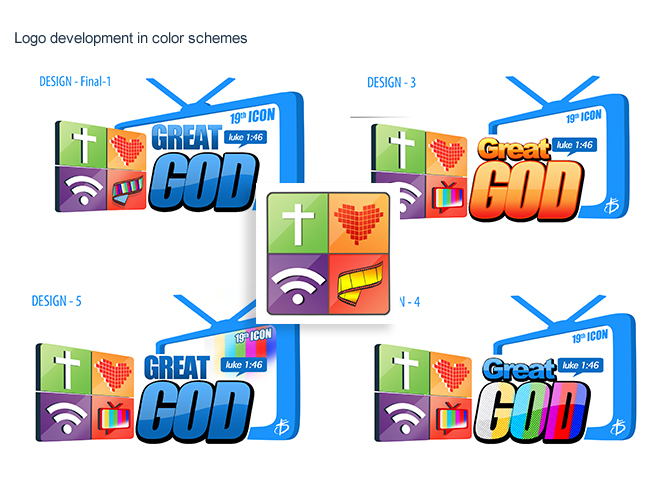 Logo development in color schemes
DESIGN - Final-1
19th ICON
GREAT
luke 1:46
GOD
DESIGN - 3
19th ICON
Great
luke 1:46
GOD
DESIGN - 5
19th ICON
GREAT
luke 1:46
GOD
N - 4
19th ICON
Great
luke 1:46
GOD